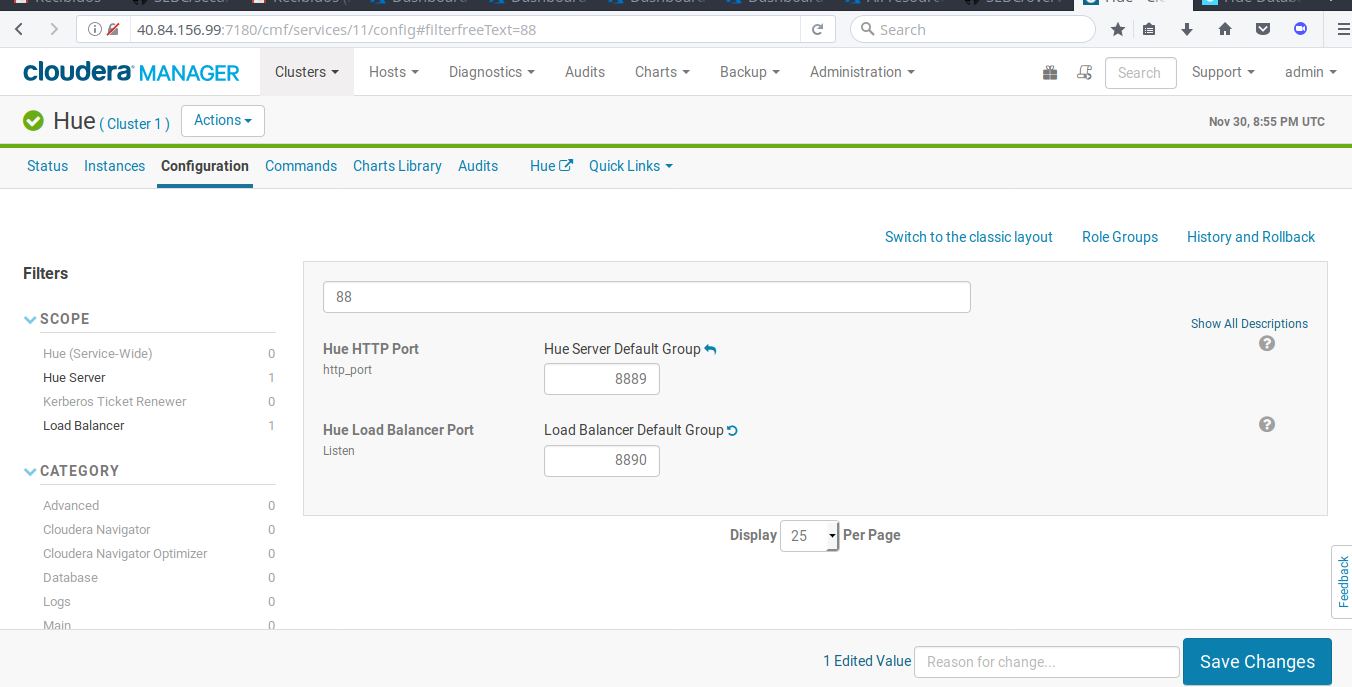 40.84.156.99:7180/cmf/services/11/config#filterfreeText=88
Search
cloudera MANAGER
Clusters
Hosts
Diagnostics
Audits
Charts
Backup
Administration
Search
Support
admin
Hue ( Cluster 1 )
Actions
Nov 30, 8:55 PM UTC
Status
Instances
Configuration
Commands
Charts Library
Audits
Hue
Quick Links
Switch to the classic layout
Role Groups
History and Rollback
Filters
SCOPE
Hue (Service-Wide) 0
Hue Server 1
Kerberos Ticket Renewer 0
Load Balancer 1
CATEGORY
Advanced 0
Cloudera Navigator 0
Cloudera Navigator Optimizer 0
Database 0
Logs 0
Main 0
88
Show All Descriptions
Hue HTTP Port
http_port
Hue Server Default Group
8889
Hue Load Balancer Port
Listen
Load Balancer Default Group
8890
Display 25 Per Page
Feedback
1 Edited Value
Reason for change...
Save Changes